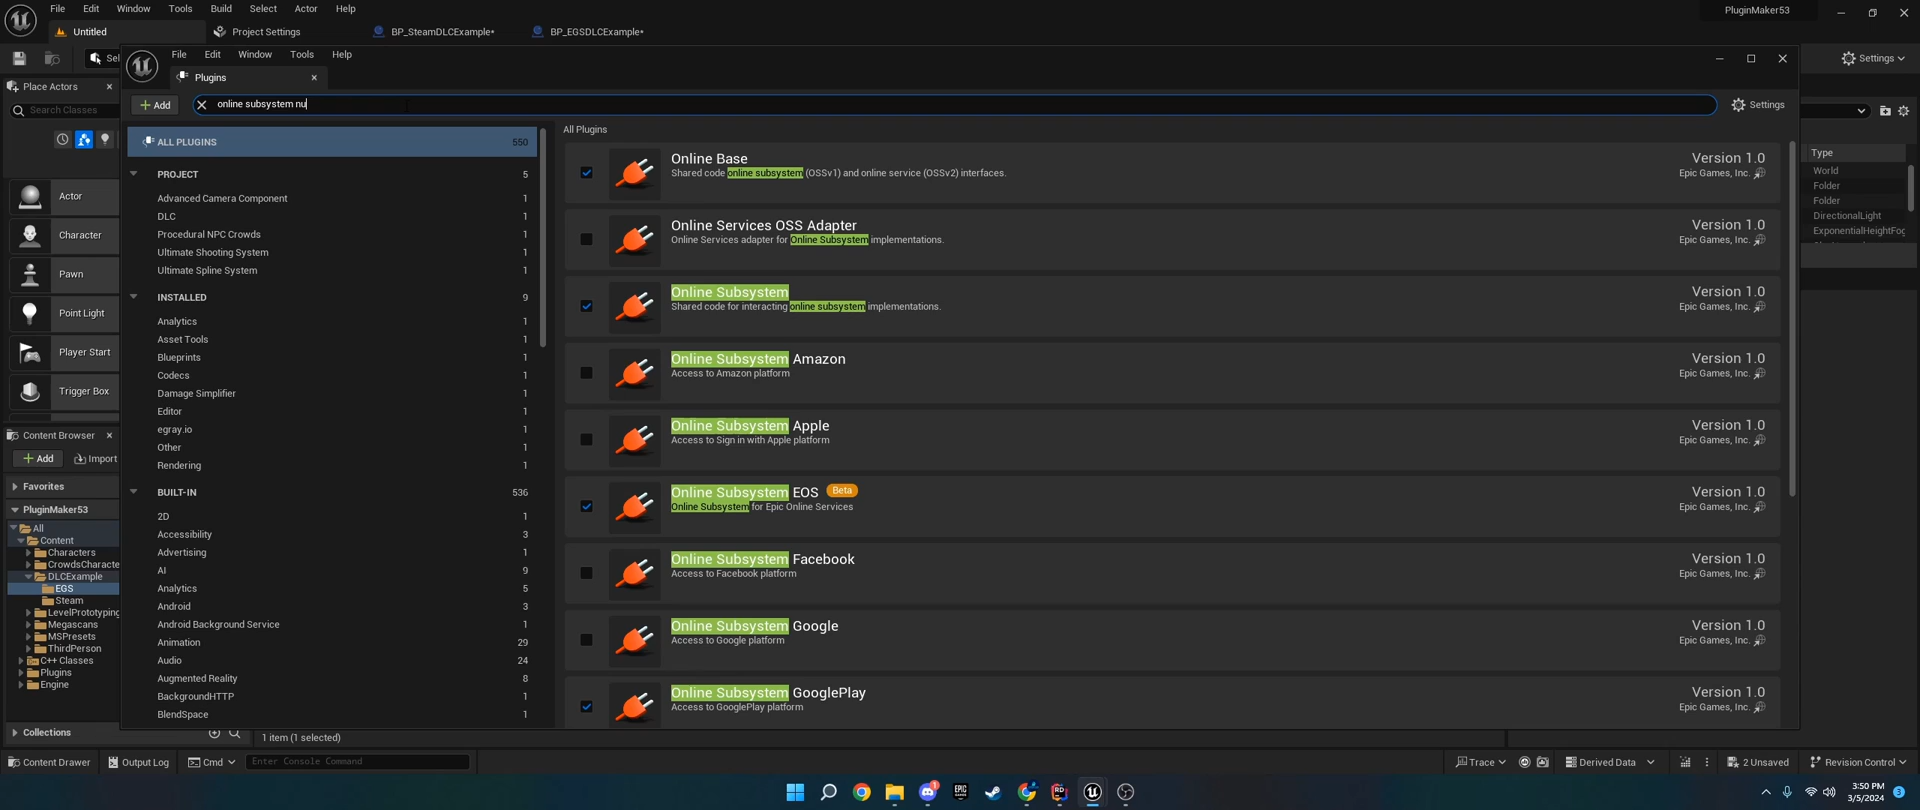 File Edit Window Tools Build Select Actor Help
PluginMaker53
Untitled
Project Settings
BP_SteamDLCExample*
BP_EGSDLCExample*
Sel
Settings
File Edit Window Tools Help
Plugins
Place Actors
Search Classes
Add
online subsystem nu
Settings
ALL PLUGINS 550
PROJECT 5
Advanced Camera Component 1
DLC 1
Procedural NPC Crowds 1
Ultimate Shooting System 1
Ultimate Spline System 1
INSTALLED 9
Analytics 1
Asset Tools 1
Blueprints 1
Codecs 1
Damage Simplifier 1
Editor 1
egray.io 1
Other 1
Rendering 1
BUILT-IN 536
2D 1
Accessibility 3
Advertising 1
AI 9
Analytics 5
Android 3
Android Background Service 1
Animation 29
Audio 24
Augmented Reality 8
BackgroundHTTP 1
BlendSpace 1
All Plugins
Online Base
Shared code online subsystem (OSSv1) and online service (OSSv2) interfaces.
Version 1.0
Epic Games, Inc.
Online Services OSS Adapter
Online Services adapter for Online Subsystem implementations.
Version 1.0
Epic Games, Inc.
Online Subsystem
Shared code for interacting online subsystem implementations.
Version 1.0
Epic Games, Inc.
Online Subsystem Amazon
Access to Amazon platform
Version 1.0
Epic Games, Inc.
Online Subsystem Apple
Access to Sign in with Apple platform
Version 1.0
Epic Games, Inc.
Online Subsystem EOS Beta
Online Subsystem for Epic Online Services
Version 1.0
Epic Games, Inc.
Online Subsystem Facebook
Access to Facebook platform
Version 1.0
Epic Games, Inc.
Online Subsystem Google
Access to Google platform
Version 1.0
Epic Games, Inc.
Online Subsystem GooglePlay
Access to GooglePlay platform
Version 1.0
Epic Games, Inc.
Actor
Character
Pawn
Point Light
Player Start
Trigger Box
Content Browser
Add Import
Favorites
PluginMaker53
All
Content
Characters
CrowdsCharacte
DLCExample
EGS
Steam
LevelPrototyping
Megascans
MSPresets
ThirdPerson
C++ Classes
Plugins
Engine
Collections
1 item (1 selected)
Type
World
Folder
Folder
DirectionalLight
ExponentialHeightFog
Content Drawer
Output Log
Cmd
Enter Console Command
Trace
Derived Data
2 Unsaved
Revision Control
1
RD
3:50 PM
3/5/2024
3